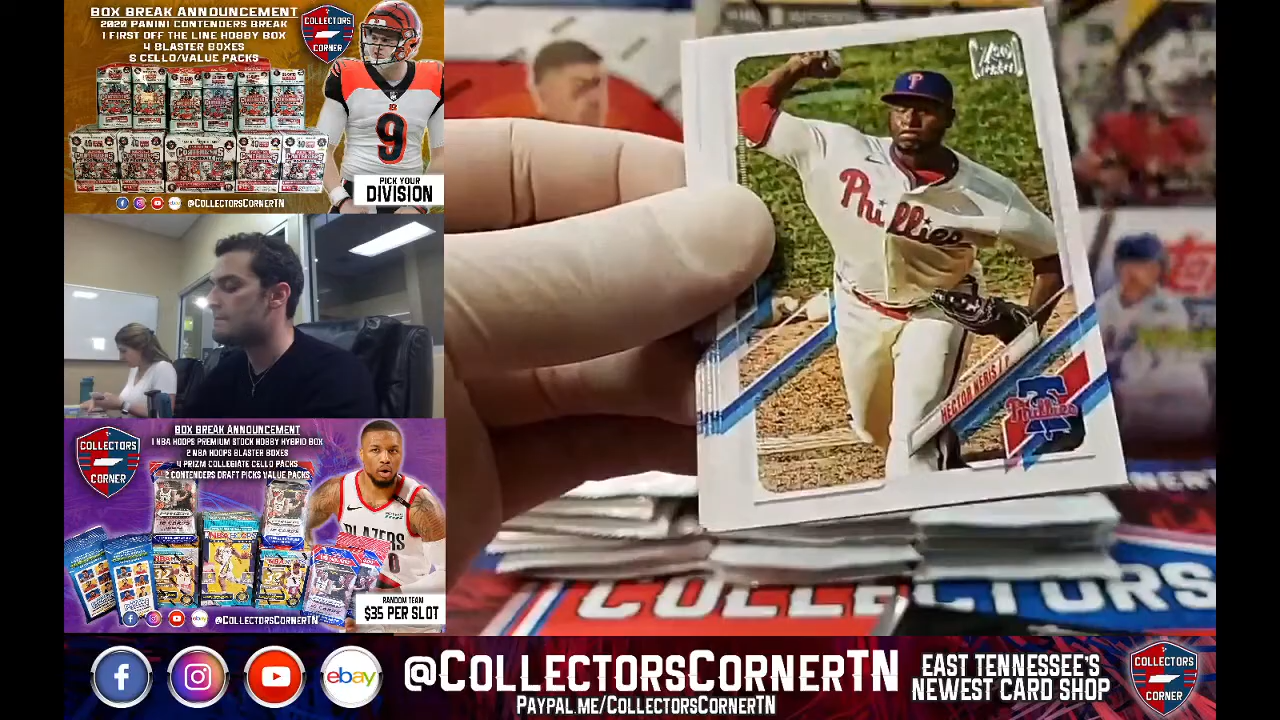 BOX BREAK ANNOUNCEMENT
2020 PANINI CONTENDERS BREAK
1 FIRST OFF THE LINE HOBBY BOX
4 BLASTER BOXES
6 CELLO/VALUE PACKS
COLLECTORS
CORNER
9
PICK YOUR
DIVISION
@COLLECTORSCORNERTN
BOX BREAK ANNOUNCEMENT
1 NBA HOOPS PREMIUM STOCK HOBBY HYBRID BOX
2 NBA HOOPS BLASTER BOXES
4 PRIZM COLLEGIATE CELLO PACKS
2 CONTENDERS DRAFT PICKS VALUE PACKS
COLLECTORS
CORNER
BLAZERS
RANDOM TEAM
$35 PER SLOT
ebay
@COLLECTORSCORNERTN
P
Phillies
HECTOR NERIS
Phillies
COLLECTORS
ebay
@COLLECTORSCORNERTN
PAYPAL.ME/COLLECTORSCORNERTN
EAST TENNESSEE'S
NEWEST CARD SHOP
COLLECTORS
CORNER